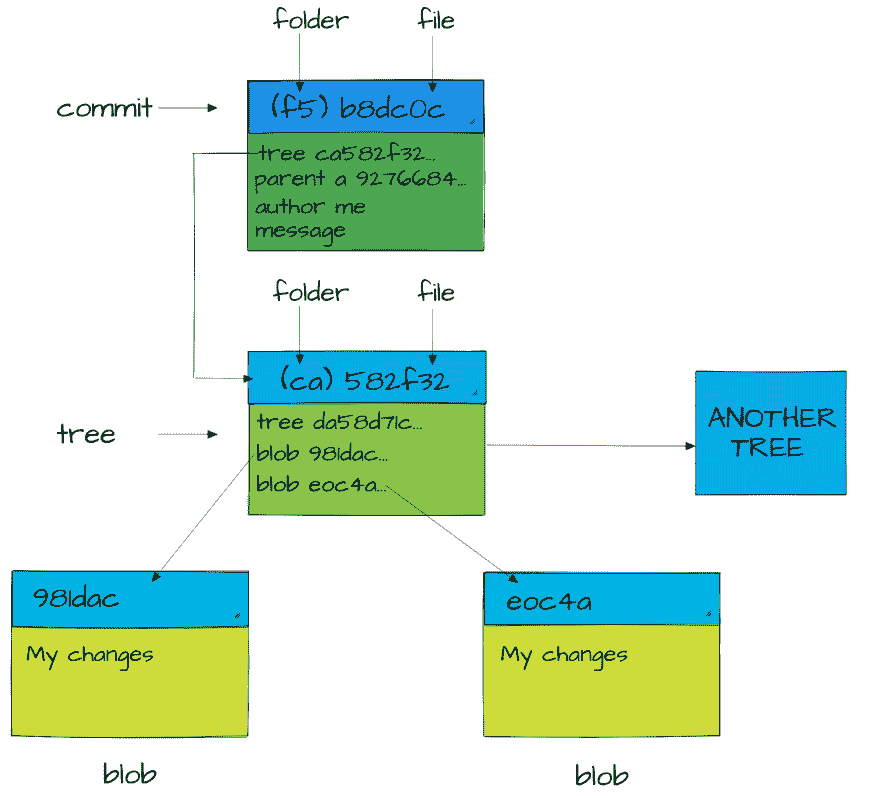 folder file
commit (f5) b8dc0c
tree ca582f32...
parent a 9276684...
author me
message
folder file
(ca) 582f32
tree
tree da58d71c...
blob 981dac...
blob eoc4a...
ANOTHER
TREE
981dac
My changes
blob
eoc4a
My changes
blob